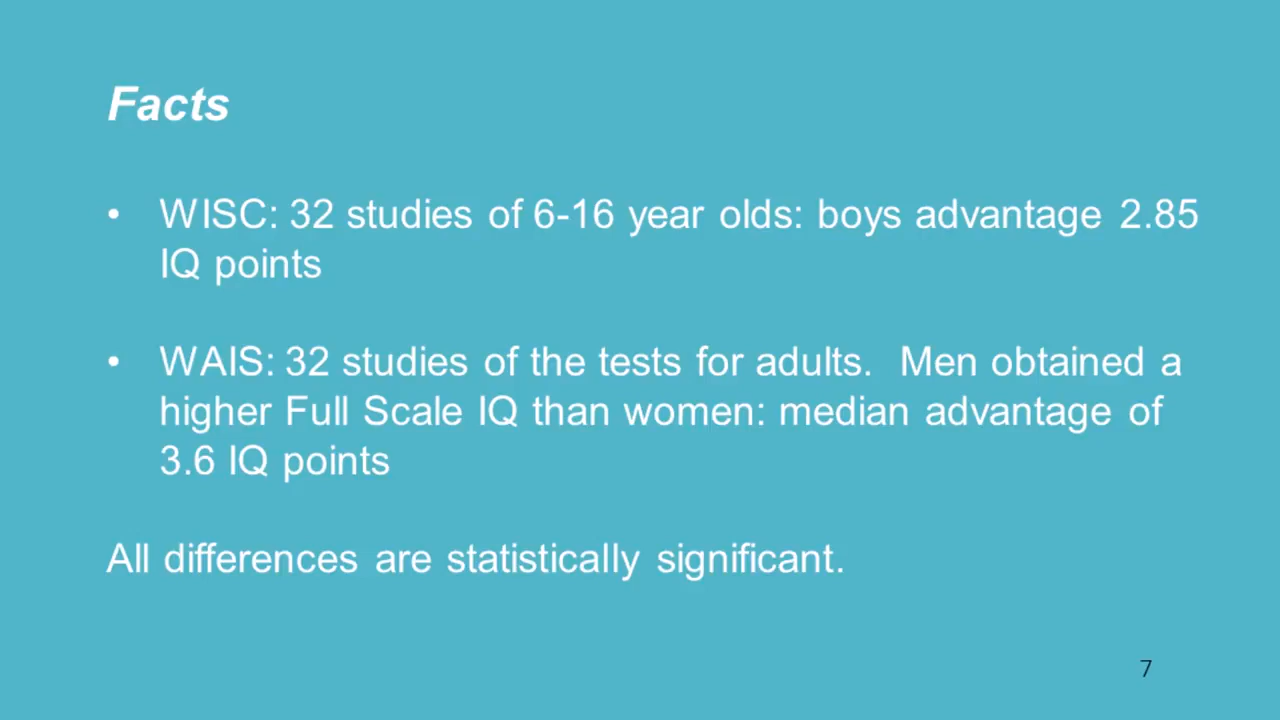 Facts
• WISC: 32 studies of 6-16 year olds: boys advantage 2.85
IQ points
• WAIS: 32 studies of the tests for adults.  Men obtained a
higher Full Scale IQ than women: median advantage of
3.6 IQ points
All differences are statistically significant.
7